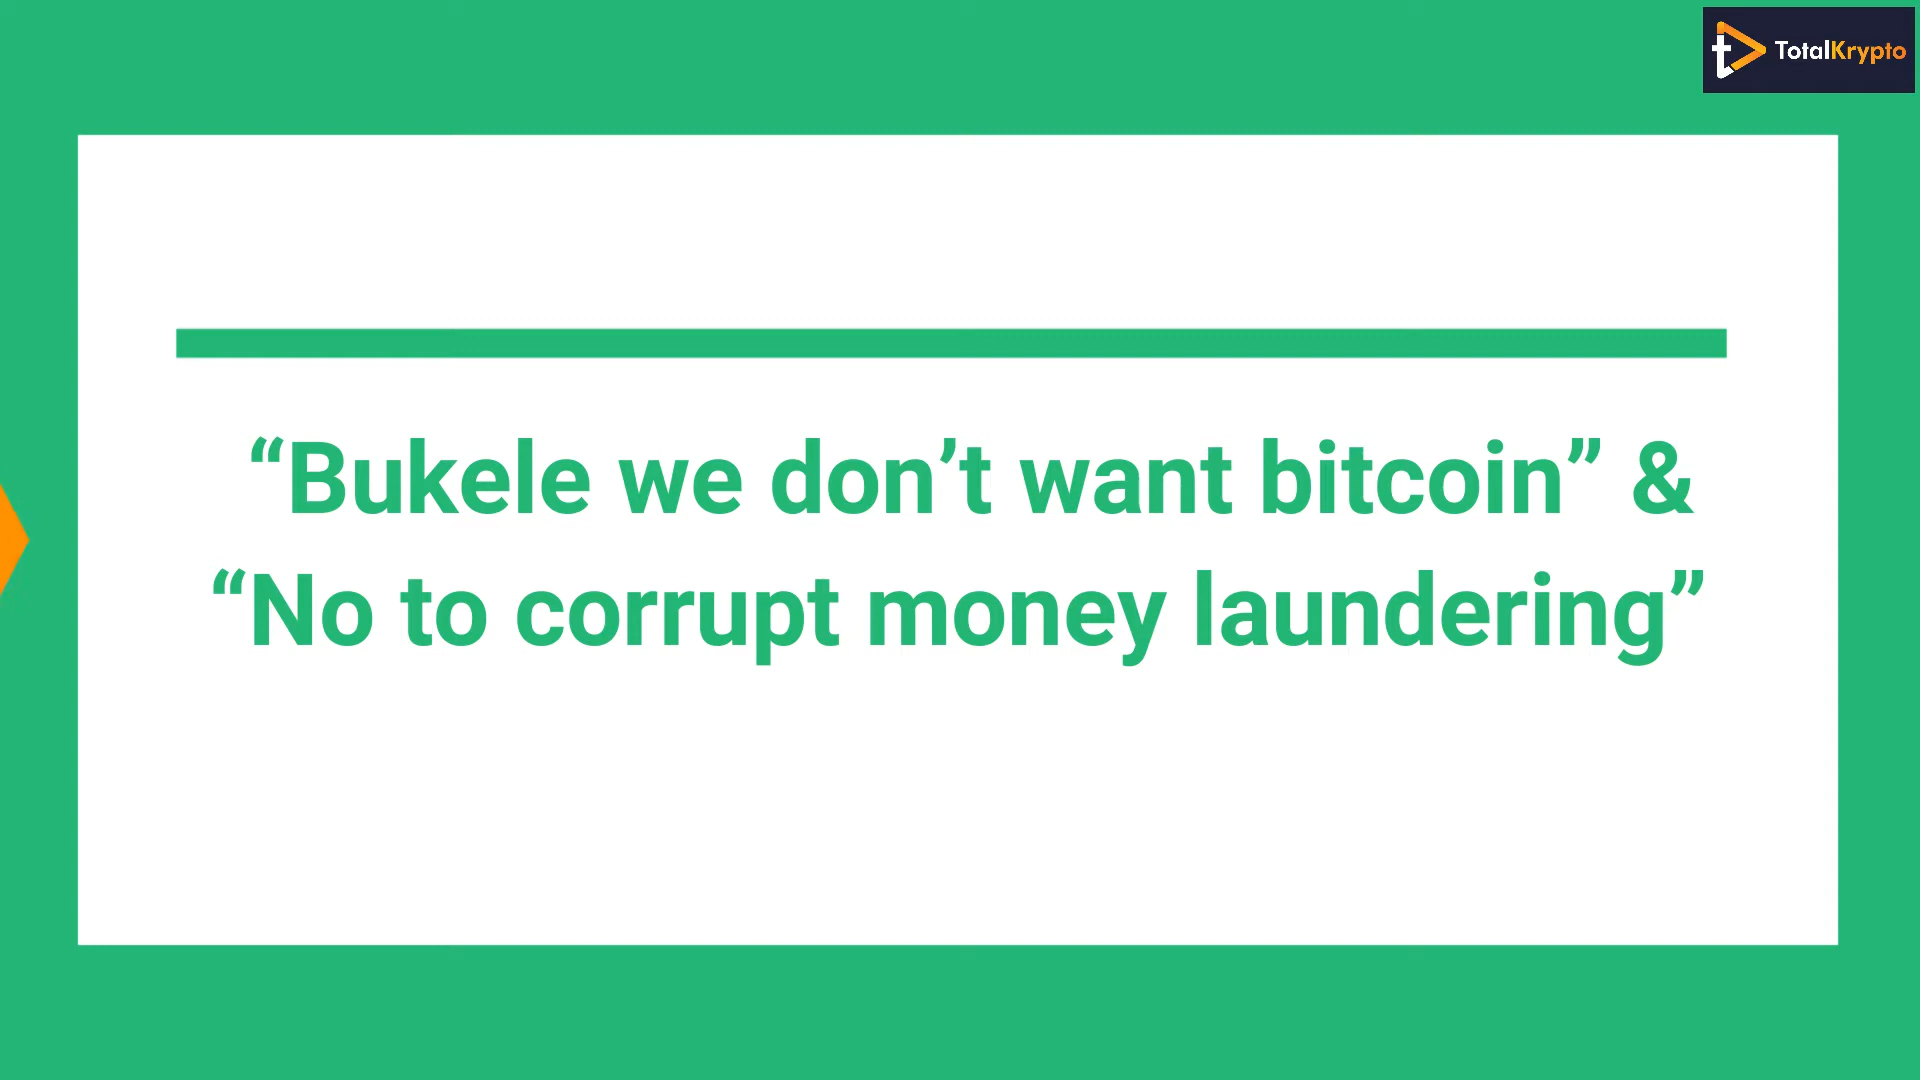 TotalKrypto
“Bukele we don’t want bitcoin” &
“No to corrupt money laundering”